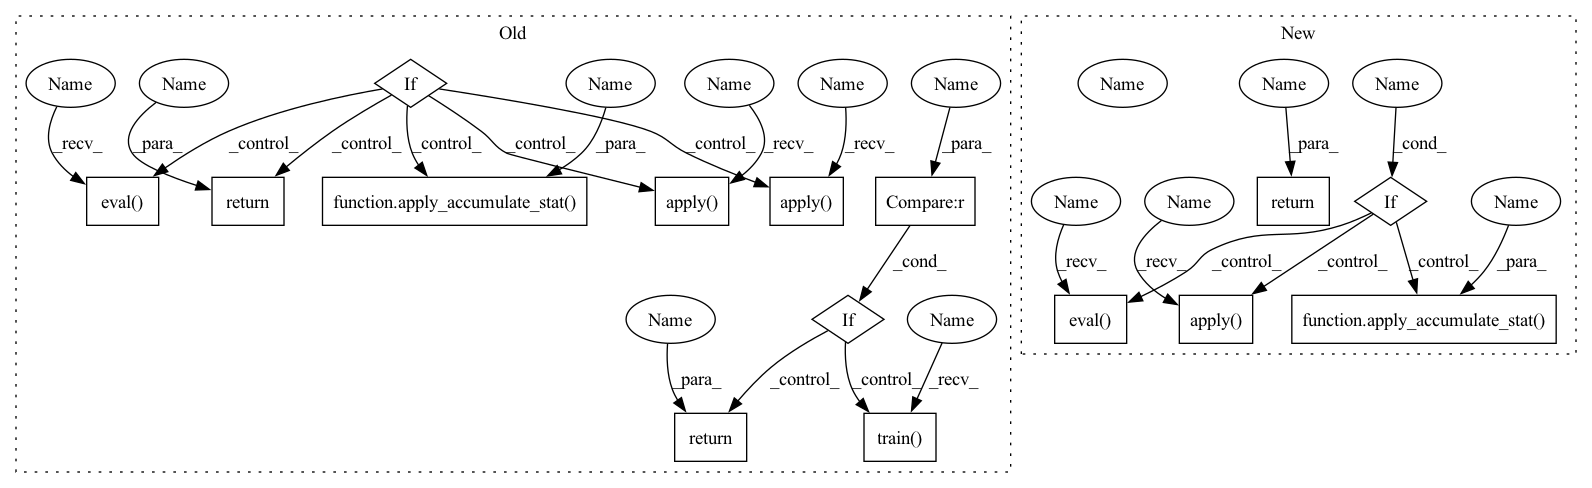 Old
New
Name
Name
If
Name
Name
Name
Name
Name
Name
Name
_recv_
_para_
_control_
_control_
_control_
_para_
_control_
_recv_
_control_
_recv_
_para_
_para_
_cond_
eval()
return
function.apply_accumulate_stat()
apply()
apply()
Compare:r
Name
Name
return
If
Name
_cond_
_recv_
_recv_
_control_
_control_
_control_
_para_
Name
If
Name
eval()
apply()
function.apply_accumulate_stat()
_para_
_control_
_control_
_recv_
return
train()